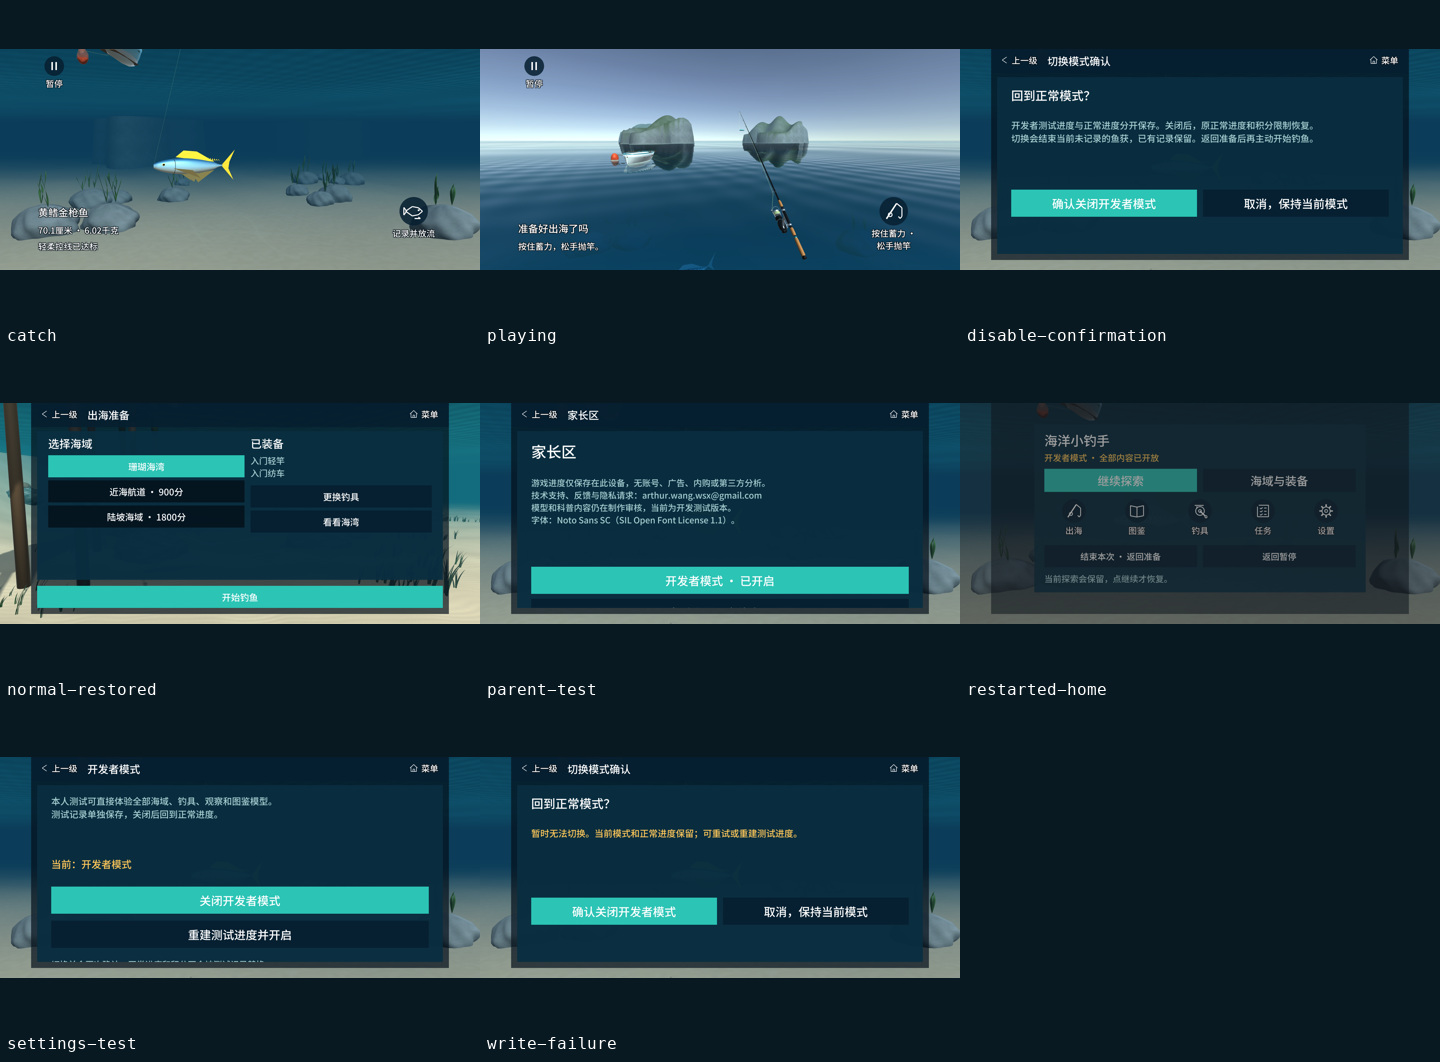 暂停
黄鳍金枪鱼
70.1厘米 · 6.02千克
轻柔控线已达标
记录并放流
catch
暂停
准备好出海了吗
按住蓄力，松手抛竿。
按住蓄力 ·
松手抛竿
playing
上一级 切换模式确认 菜单
回到正常模式？
开发者测试进度与正常进度分开保存。关闭后，原正常进度和积分限制恢复。
切换会结束当前未记录的鱼获，已有记录保留。返回准备后再主动开始钓鱼。
确认关闭开发者模式 取消，保持当前模式
disable-confirmation
上一级 出海准备 菜单
选择海域 已装备
珊瑚海湾
近海航道 · 900分
陆坡海域 · 1800分
入门轻竿
入门纺车
更换钓具
看看海湾
开始钓鱼
normal-restored
上一级 家长区 菜单
家长区
游戏进度仅保存在此设备，无账号、广告、内购或第三方分析。
技术支持、反馈与隐私请求：arthur.wang.wsx@gmail.com
模型和科普内容仍在制作审核，当前为开发测试版本。
字体：Noto Sans SC（SIL Open Font License 1.1）。
开发者模式 · 已开启
parent-test
海洋小钓手
开发者模式 · 全部内容已开放
继续探索 海域与装备
出海 图鉴 钓具 任务 设置
结束本次 · 返回准备 返回暂停
当前探索会保留，点继续才恢复。
restarted-home
上一级 开发者模式 菜单
本人测试可直接体验全部海域、钓具、观察和图鉴模型。
测试记录单独保存，关闭后回到正常进度。
当前：开发者模式
关闭开发者模式
重建测试进度并开启
settings-test
上一级 切换模式确认 菜单
回到正常模式？
暂时无法切换。当前模式和正常进度保留；可重试或重建测试进度。
确认关闭开发者模式 取消，保持当前模式
write-failure